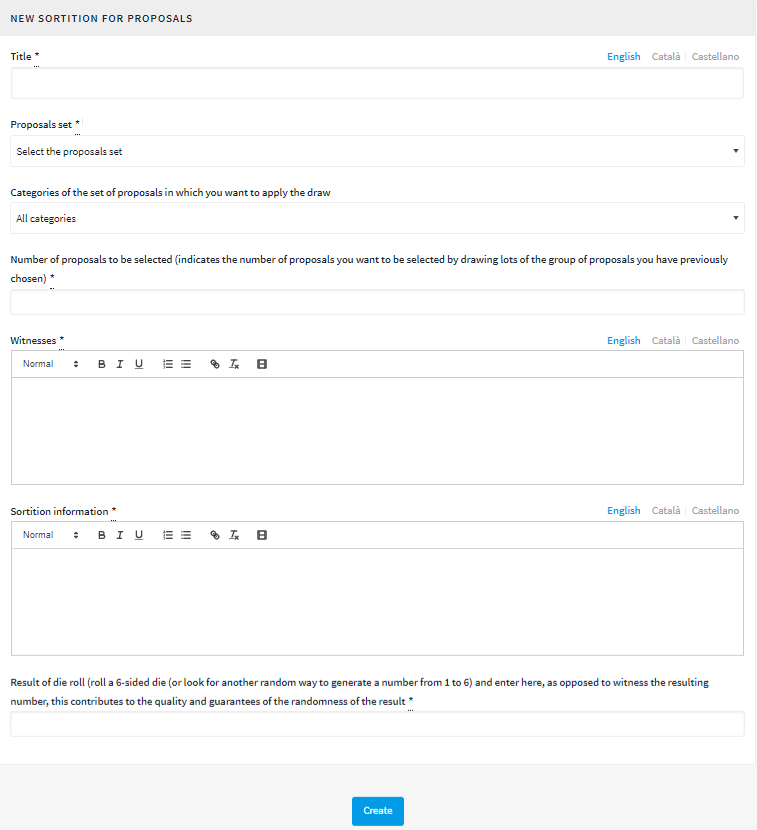 NEW SORTITION FOR PROPOSALS
Title *
English Català Castellano
Proposals set *
Select the proposals set
Categories of the set of proposals in which you want to apply the draw
All categories
Number of proposals to be selected (indicates the number of proposals you want to be selected by drawing lots of the group of proposals you have previously
chosen) *
Witnesses *
English Català Castellano
Normal B I U
Sortition information *
English Català Castellano
Normal B I U
Result of die roll (roll a 6-sided die (or look for another random way to generate a number from 1 to 6) and enter here, as opposed to witness the resulting
number, this contributes to the quality and guarantees of the randomness of the result *
Create